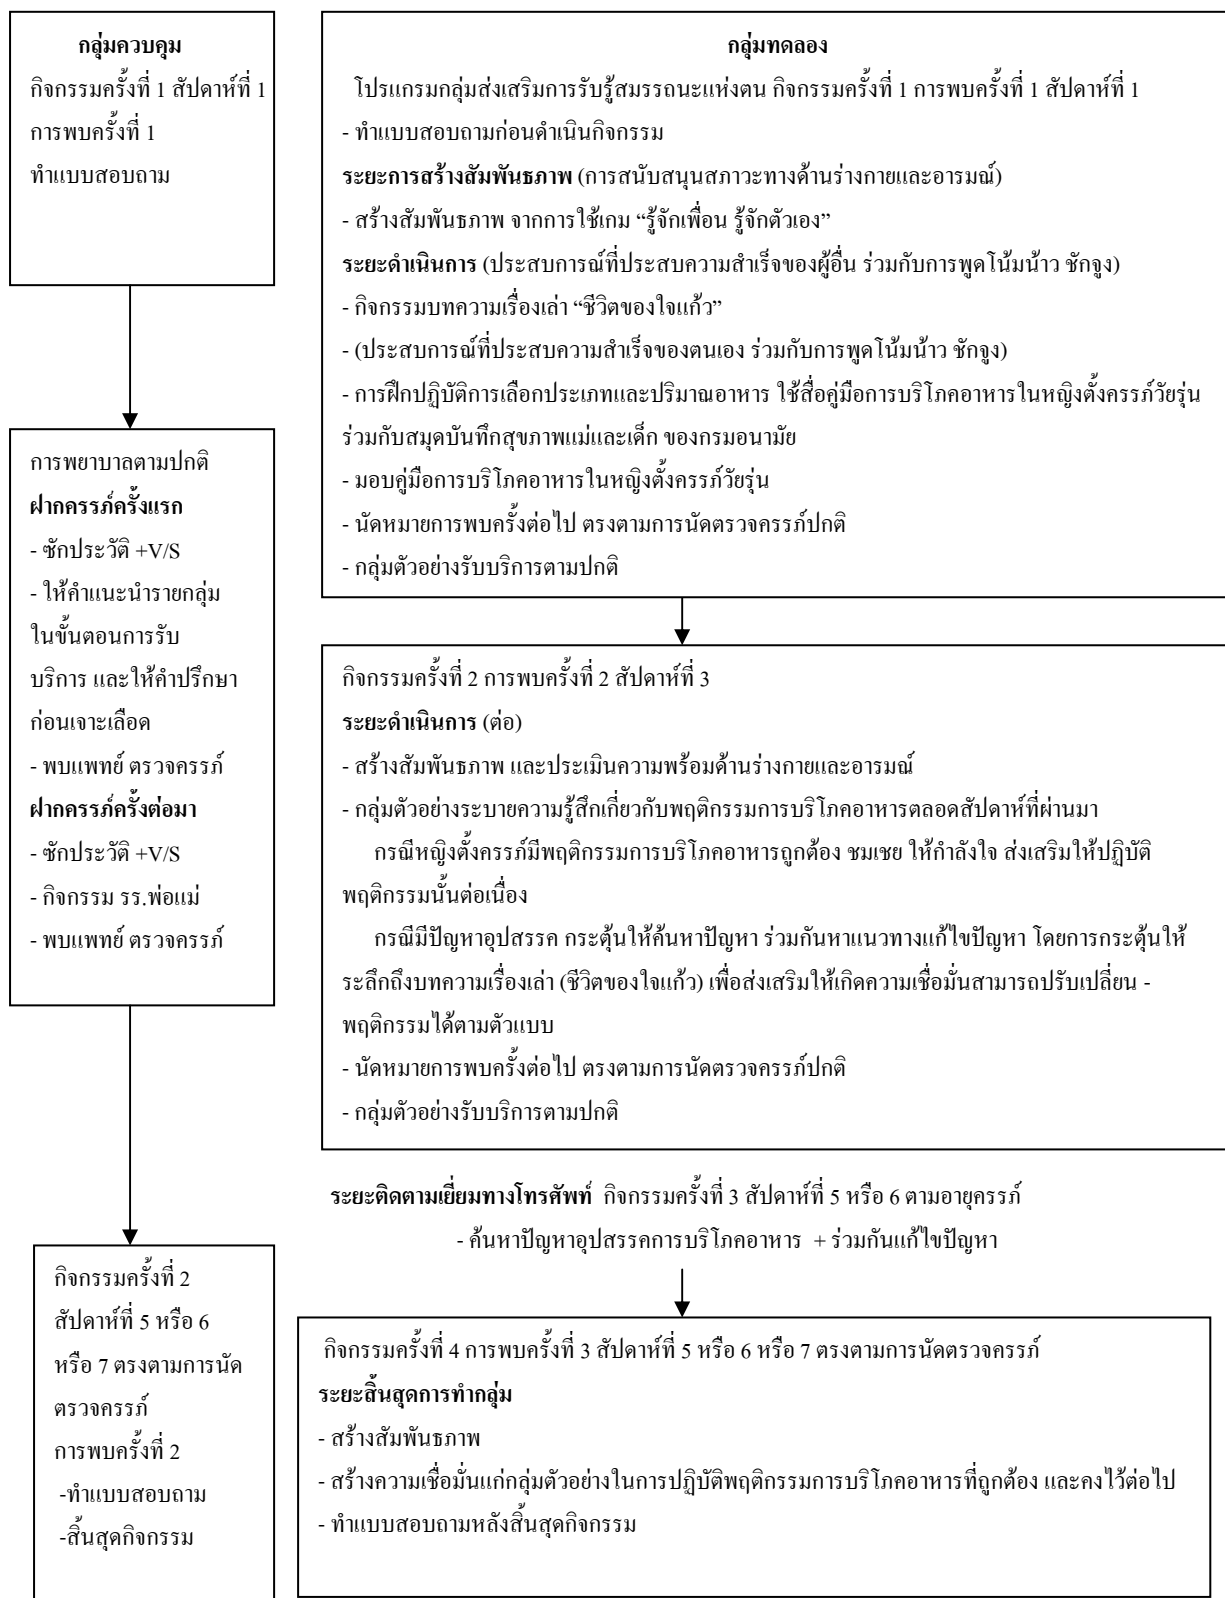 กลุ่มควบคุม
กิจกรรมครั้งที่ 1 สัปดาห์ที่ 1
การพบครั้งที่ 1
ทำแบบสอบถาม
การพยาบาลตามปกติ
ฝากครรภ์ครั้งแรก
- ซักประวัติ +V/S
- ให้คำแนะนำรายกลุ่ม
ในขั้นตอนการรับ
บริการ และให้คำปรึกษา
ก่อนเจาะเลือด
- พบแพทย์ ตรวจครรภ์
ฝากครรภ์ครั้งต่อมา
- ซักประวัติ +V/S
- กิจกรรม รร.พ่อแม่
- พบแพทย์ ตรวจครรภ์
กิจกรรมครั้งที่ 2
สัปดาห์ที่ 5 หรือ 6
หรือ 7 ตรงตามการนัด
ตรวจครรภ์
การพบครั้งที่ 2
-ทำแบบสอบถาม
-สิ้นสุดกิจกรรม
กลุ่มทดลอง
โปรแกรมกลุ่มส่งเสริมการรับรู้สมรรถนะแห่งตน กิจกรรมครั้งที่ 1 การพบครั้งที่ 1 สัปดาห์ที่ 1
- ทำแบบสอบถามก่อนดำเนินกิจกรรม
ระยะการสร้างสัมพันธภาพ (การสนับสนุนสภาวะทางด้านร่างกายและอารมณ์)
- สร้างสัมพันธภาพ จากการใช้เกม “รู้จักเพื่อน รู้จักตัวเอง”
ระยะดำเนินการ (ประสบการณ์ที่ประสบความสำเร็จของผู้อื่น ร่วมกับการพูดโน้มน้าว ชักจูง)
- กิจกรรมบทความเรื่องเล่า “ชีวิตของใจแก้ว”
- (ประสบการณ์ที่ประสบความสำเร็จของตนเอง ร่วมกับการพูดโน้มน้าว ชักจูง)
- การฝึกปฏิบัติการเลือกประเภทและปริมาณอาหาร ใช้สื่อคู่มือการบริโภคอาหารในหญิงตั้งครรภ์วัยรุ่น
ร่วมกับสมุดบันทึกสุขภาพแม่และเด็ก ของกรมอนามัย
- มอบคู่มือการบริโภคอาหารในหญิงตั้งครรภ์วัยรุ่น
- นัดหมายการพบครั้งต่อไป ตรงตามการนัดตรวจครรภ์ปกติ
- กลุ่มตัวอย่างรับบริการตามปกติ
กิจกรรมครั้งที่ 2 การพบครั้งที่ 2 สัปดาห์ที่ 3
ระยะดำเนินการ (ต่อ)
- สร้างสัมพันธภาพ และประเมินความพร้อมด้านร่างกายและอารมณ์
- กลุ่มตัวอย่างระบายความรู้สึกเกี่ยวกับพฤติกรรมการบริโภคอาหารตลอดสัปดาห์ที่ผ่านมา
กรณีหญิงตั้งครรภ์มีพฤติกรรมการบริโภคอาหารถูกต้อง ชมเชย ให้กำลังใจ ส่งเสริมให้ปฏิบัติ
พฤติกรรมนั้นต่อเนื่อง
กรณีมีปัญหาอุปสรรค กระตุ้นให้ค้นหาปัญหา ร่วมกันหาแนวทางแก้ไขปัญหา โดยการกระตุ้นให้
ระลึกถึงบทความเรื่องเล่า (ชีวิตของใจแก้ว) เพื่อส่งเสริมให้เกิดความเชื่อมั่นสามารถปรับเปลี่ยน -
พฤติกรรมได้ตามตัวแบบ
- นัดหมายการพบครั้งต่อไป ตรงตามการนัดตรวจครรภ์ปกติ
- กลุ่มตัวอย่างรับบริการตามปกติ
ระยะติดตามเยี่ยมทางโทรศัพท์ กิจกรรมครั้งที่ 3 สัปดาห์ที่ 5 หรือ 6 ตามอายุครรภ์
- ค้นหาปัญหาอุปสรรคการบริโภคอาหาร + ร่วมกันแก้ไขปัญหา
กิจกรรมครั้งที่ 4 การพบครั้งที่ 3 สัปดาห์ที่ 5 หรือ 6 หรือ 7 ตรงตามการนัดตรวจครรภ์
ระยะสิ้นสุดการทำกลุ่ม
- สร้างสัมพันธภาพ
- สร้างความเชื่อมั่นแก่กลุ่มตัวอย่างในการปฏิบัติพฤติกรรมการบริโภคอาหารที่ถูกต้อง และคงไว้ต่อไป
- ทำแบบสอบถามหลังสิ้นสุดกิจกรรม